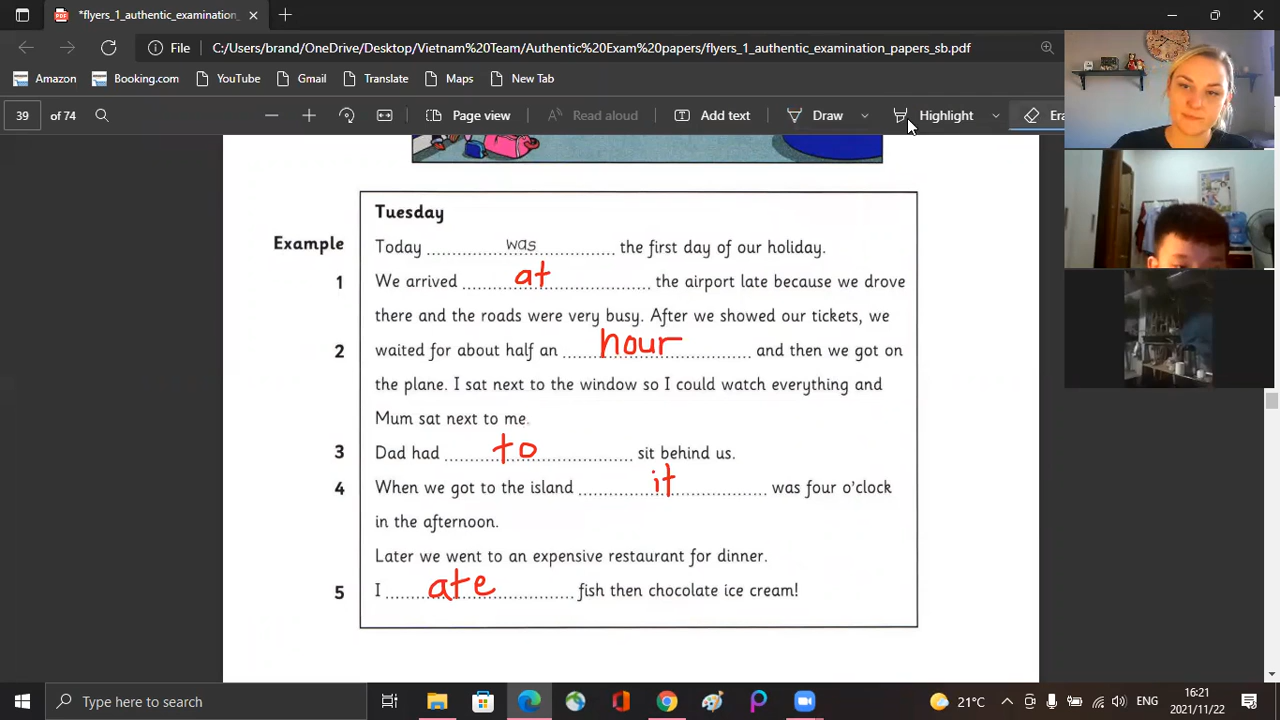 *flyers_1_authentic_examination_
File C:/Users/brand/OneDrive/Desktop/Vietnam%20Team/Authentic%20Exam%20papers/flyers_1_authentic_examination_papers_sb.pdf
Amazon Booking.com YouTube Gmail Translate Maps New Tab
39 of 74 Page view Read aloud Add text Draw Highlight Era
Tuesday
Example Today was the first day of our holiday.
1 We arrived at the airport late because we drove
there and the roads were very busy. After we showed our tickets, we
2 waited for about half an hour and then we got on
the plane. I sat next to the window so I could watch everything and
Mum sat next to me.
3 Dad had to sit behind us.
4 When we got to the island it was four o'clock
in the afternoon.
Later we went to an expensive restaurant for dinner.
5 I ate fish then chocolate ice cream!
Type here to search 21°C ENG 16:21
2021/11/22